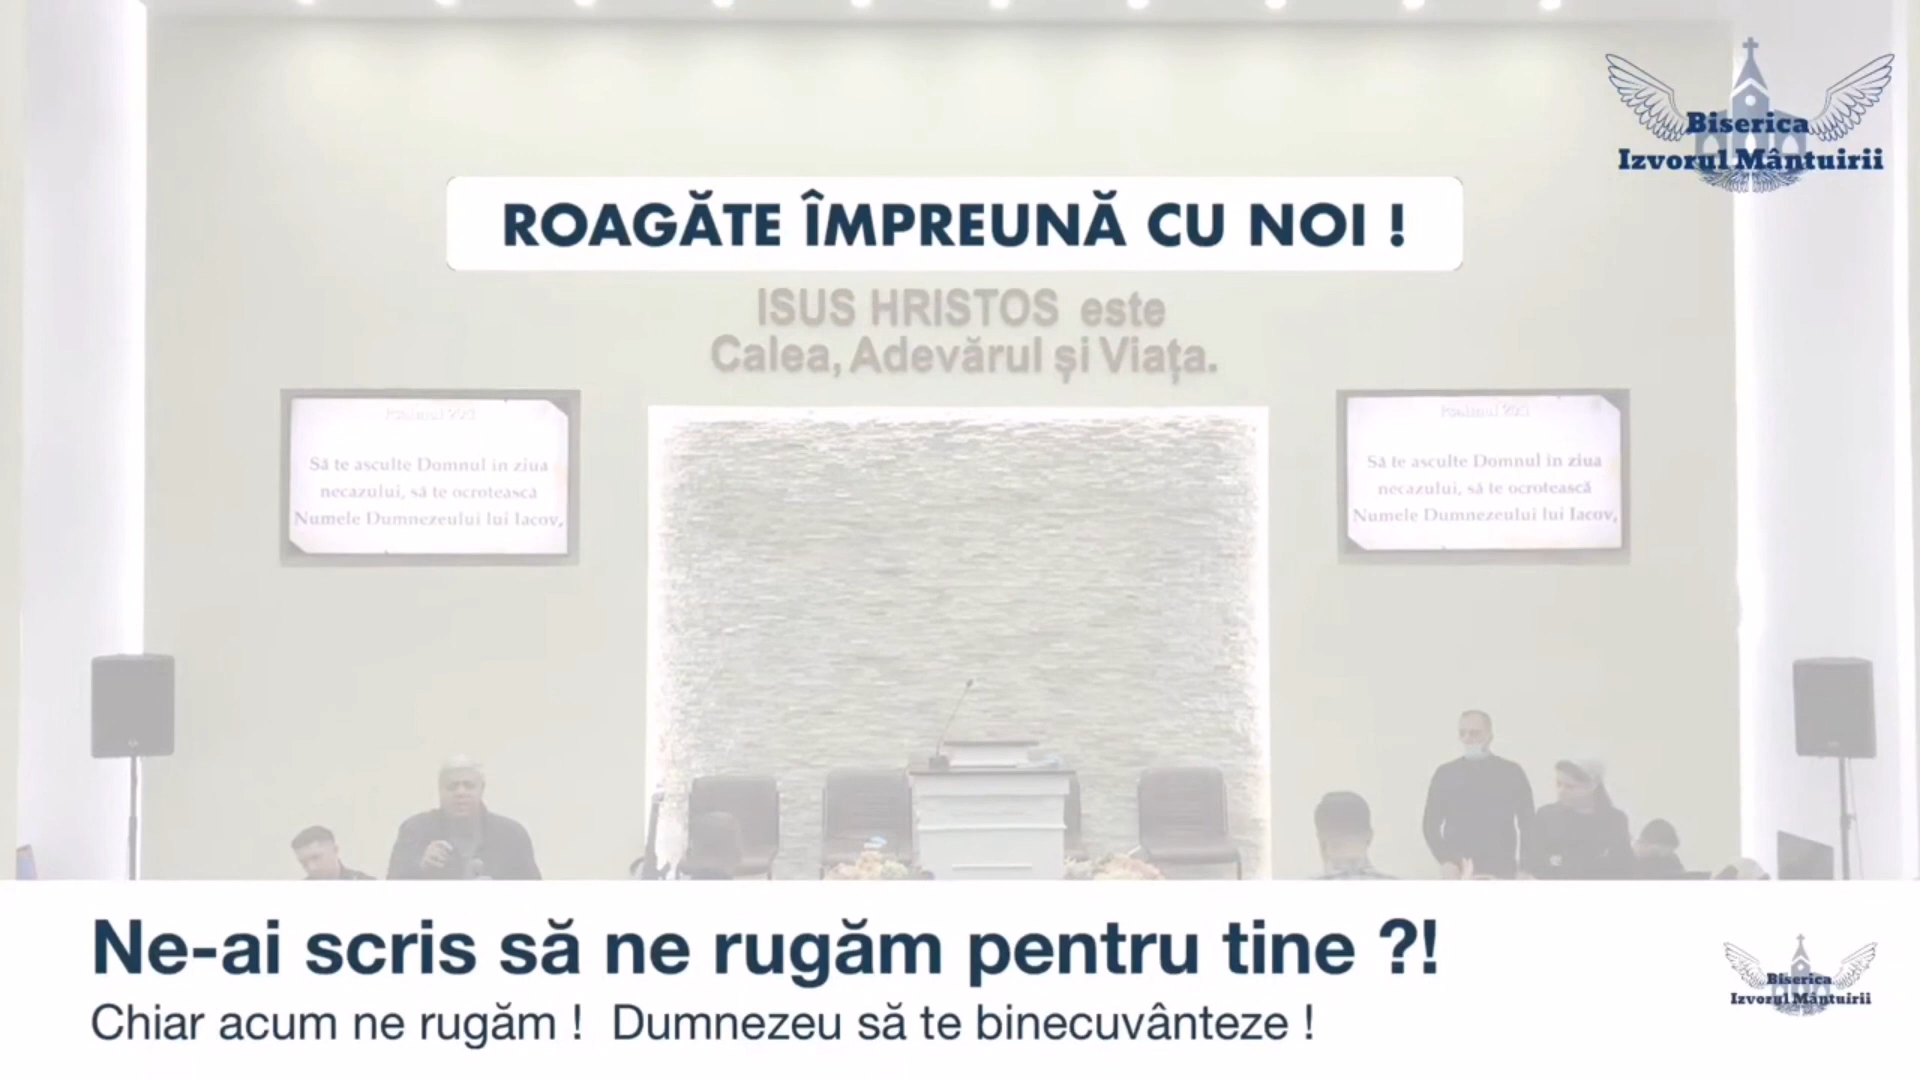 Biserica
Izvorul Mântuirii
ROAGĂTE ÎMPREUNĂ CU NOI !
ISUS HRISTOS este
Calea, Adevărul și Viața.
Să te asculte Domnul in ziua
necazului, să te ocrotească
Numele Dumnezeului lui Iacov,
Să te asculte Domnul in ziua
necazului, să te ocrotească
Numele Dumnezeului lui Iacov,
Ne-ai scris să ne rugăm pentru tine ?!
Chiar acum ne rugăm ! Dumnezeu să te binecuvânteze !
Biserica
Izvorul Mântuirii